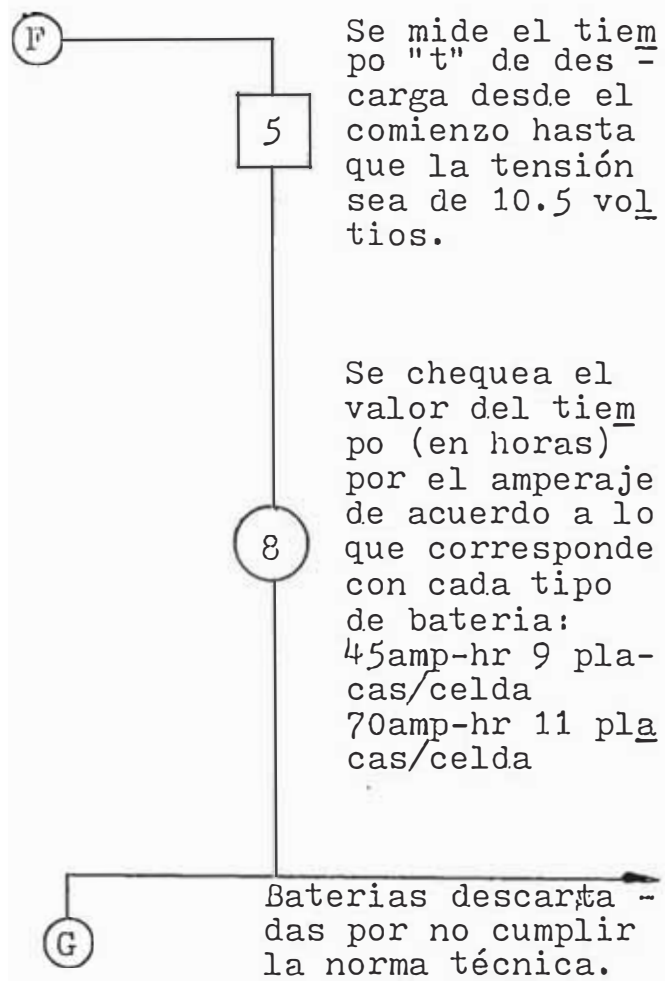 F
Se mide el tiem
po "t" de des -
carga desde el
5
comienzo hasta
que la tensión
sea de 10.5 vol
tios.
Se chequea el
valor del tiem
po (en horas)
por el amperaje
de acuerdo a lo
8
que corresponde
con cada tipo
de bateria:
45amp-hr 9 pla-
cas/celda
70amp-hr 11 pla
cas/celda
Baterias descarta -
das por no cumplir
G
la norma técnica.